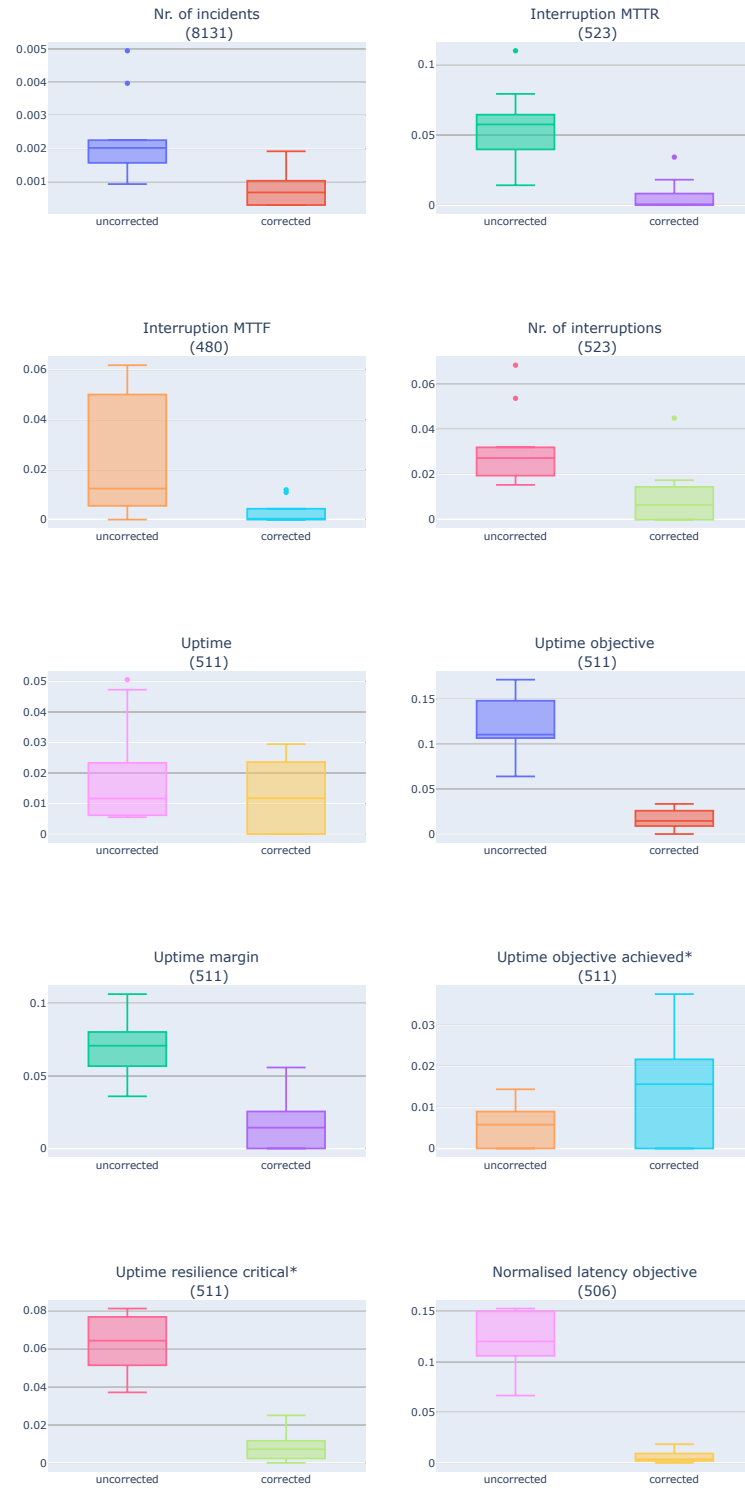 Nr. of incidents
(8131)
0.005
0.004
0.003
0.002
0.001
uncorrected
corrected
Interruption MTTR
(523)
0.1
0.05
0
uncorrected
corrected
Interruption MTTF
(480)
0.06
0.04
0.02
0
uncorrected
corrected
Nr. of interruptions
(523)
0.06
0.04
0.02
0
uncorrected
corrected
Uptime
(511)
0.05
0.04
0.03
0.02
0.01
0
uncorrected
corrected
Uptime objective
(511)
0.15
0.1
0.05
0
uncorrected
corrected
Uptime margin
(511)
0.1
0.05
0
uncorrected
corrected
Uptime objective achieved*
(511)
0.03
0.02
0.01
0
uncorrected
corrected
Uptime resilience critical*
(511)
0.08
0.06
0.04
0.02
0
uncorrected
corrected
Normalised latency objective
(506)
0.15
0.1
0.05
0
uncorrected
corrected